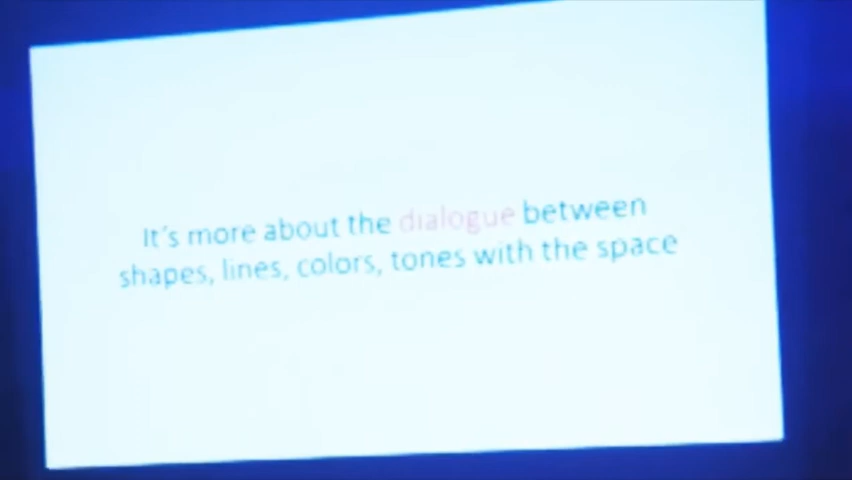 It's more about the dialogue between
shapes, lines, colors, tones with the space